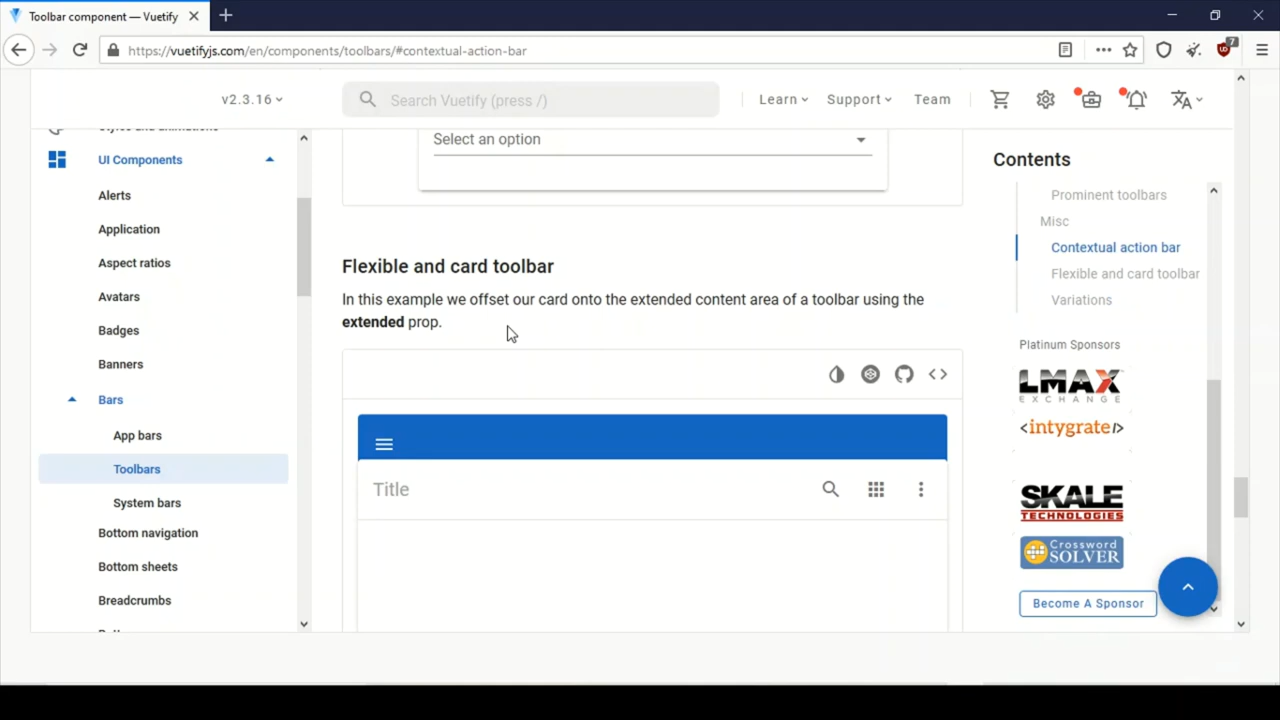 Toolbar component — Vuetify
https://vuetifyjs.com/en/components/toolbars/#contextual-action-bar
7
v2.3.16
Search Vuetify (press /)
Learn
Support
Team
Styles and animations
UI Components
Alerts
Application
Aspect ratios
Avatars
Badges
Banners
Bars
App bars
Toolbars
System bars
Bottom navigation
Bottom sheets
Breadcrumbs
Select an option
Flexible and card toolbar
In this example we offset our card onto the extended content area of a toolbar using the
extended prop.
Title
Contents
Prominent toolbars
Misc
Contextual action bar
Flexible and card toolbar
Variations
Platinum Sponsors
LMAX
EXCHANGE
<intygrate/>
SKALE
TECHNOLOGIES
Crossword
SOLVER
Become A Sponsor